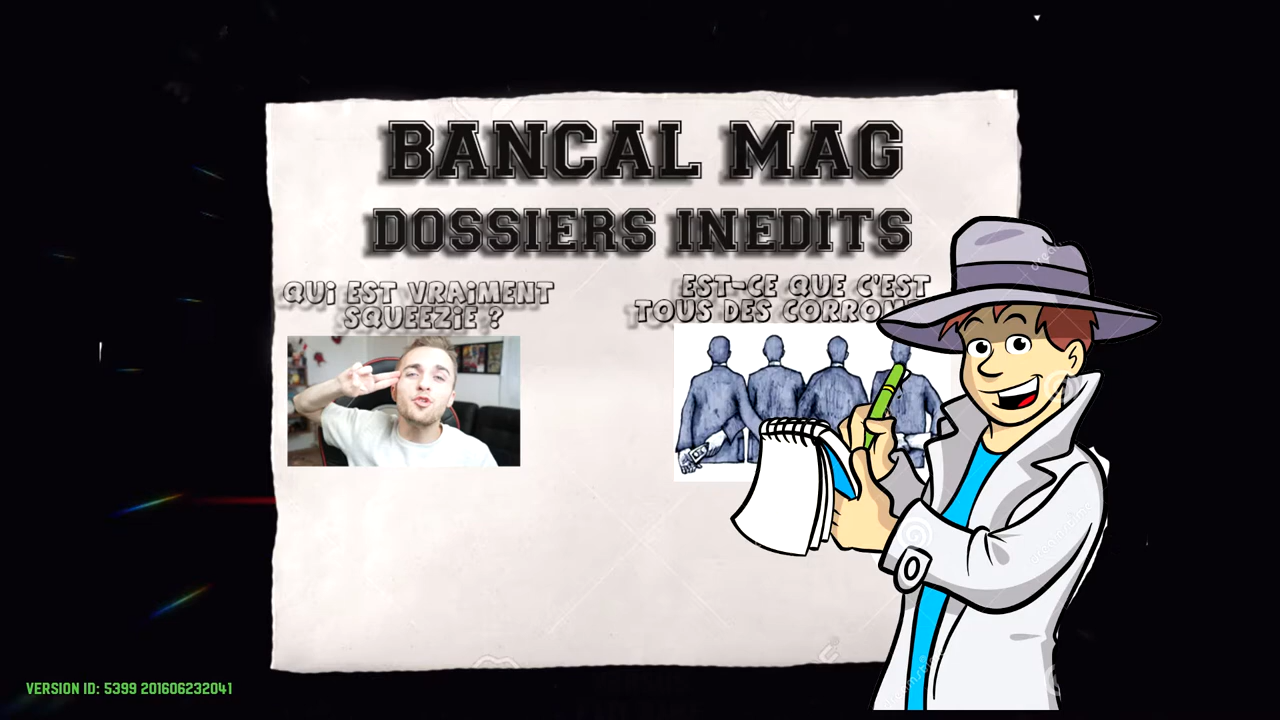 BANCAL MAG
DOSSIERS INEDITS
QUI EST VRAIMENT
SQUEEZIE ?
EST-CE QUE C'EST
TOUS DES
VERSION ID: 5399 201606232041